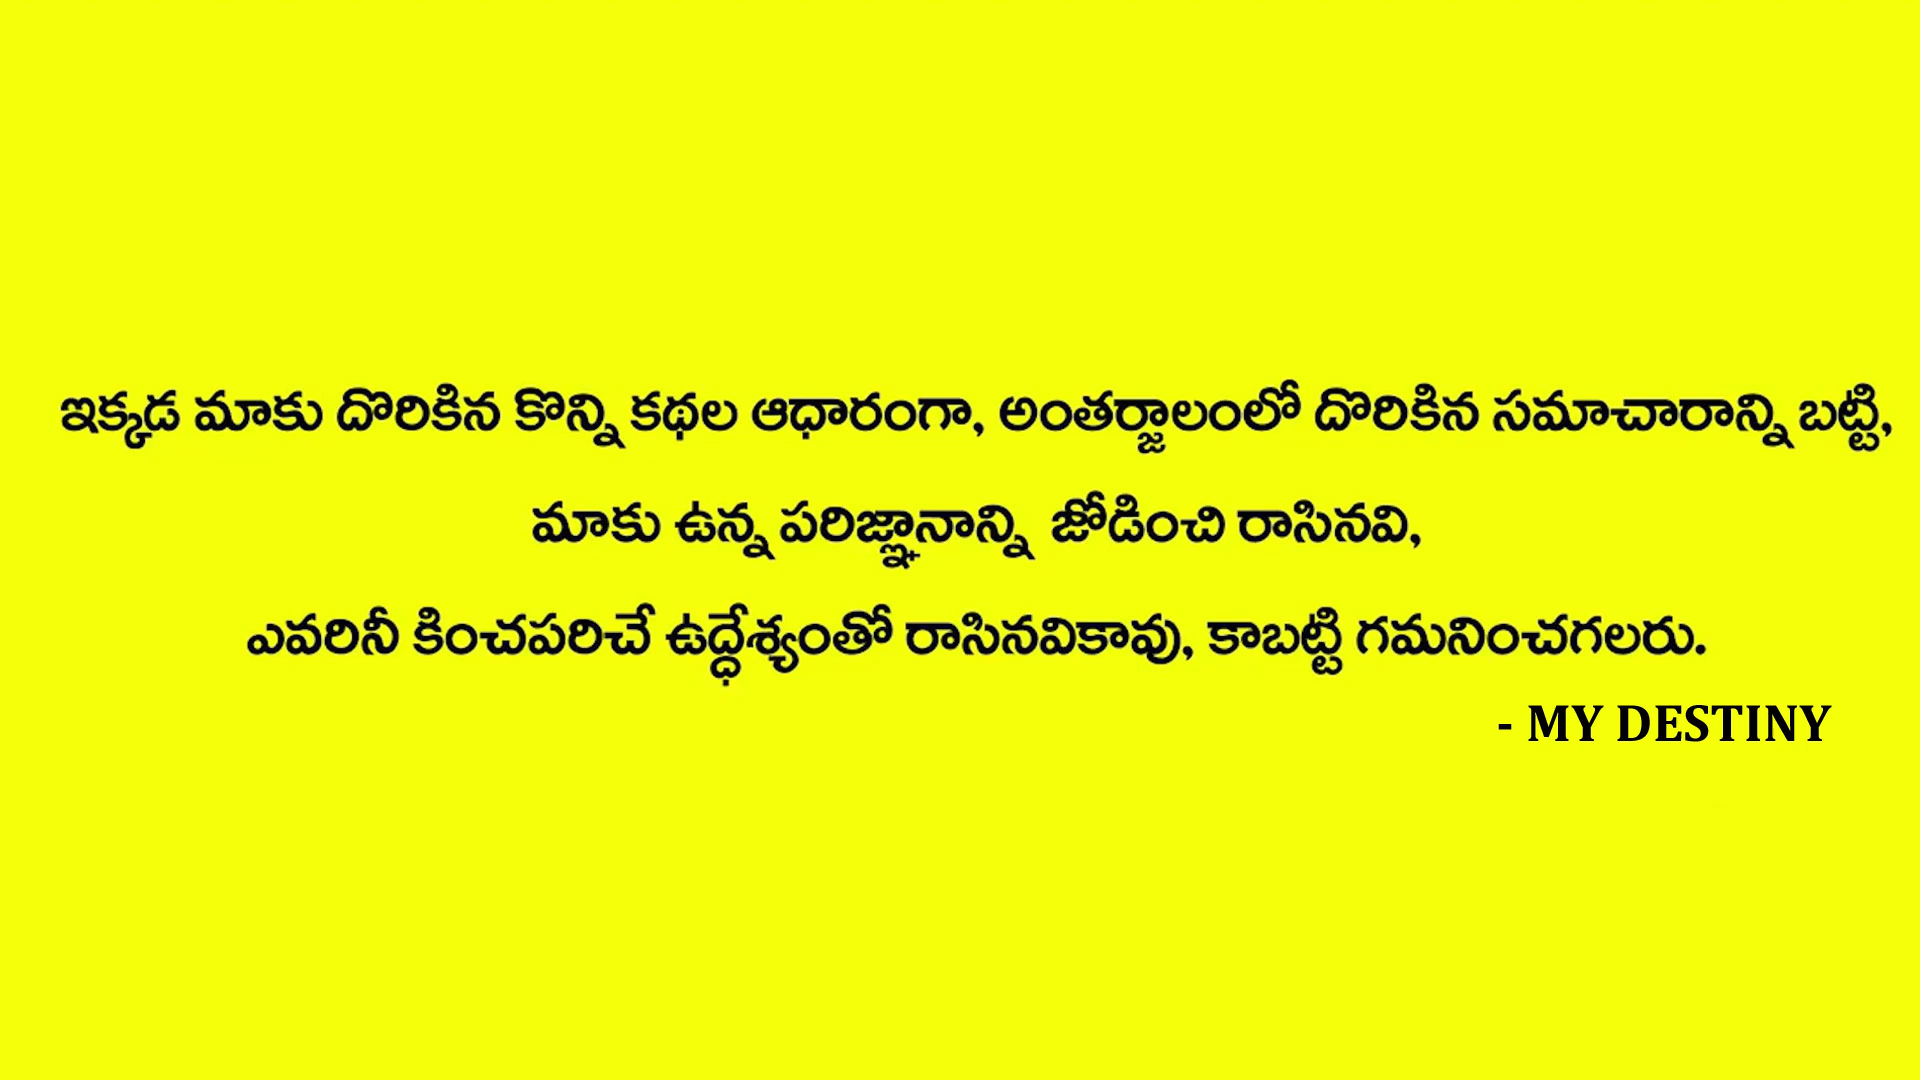 ఇక్కడ మాకు దొరికిన కొన్ని కథల ఆధారంగా, అంతర్జాలంలో దొరికిన సమాచారాన్ని బట్టి,
మాకు ఉన్న పరిజ్ఞానాన్ని జోడించి రాసినవి,
ఎవరినీ కించపరిచే ఉద్ధేశ్యంతో రాసినవికావు, కాబట్టి గమనించగలరు.
- MY DESTINY